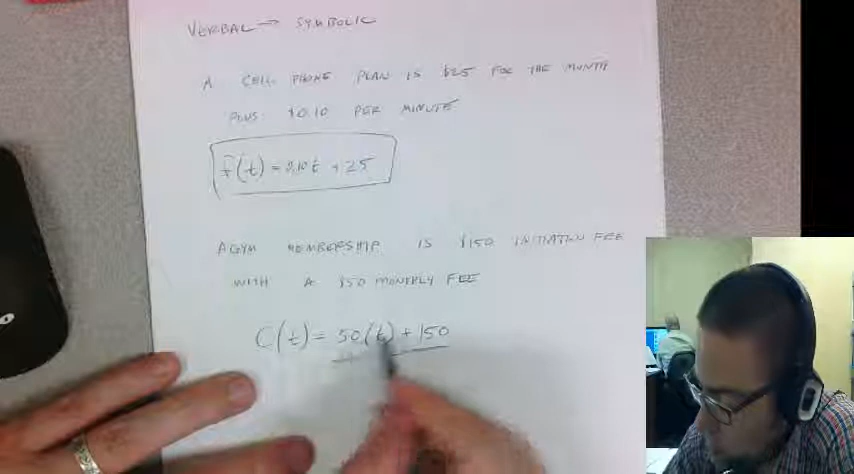 VERBAL → SYMBOLIC
A CELL PHONE PLAN IS $25 FOR THE MONTH
PLUS $0.10 PER MINUTE
f(t) = 0.10t + 25
A GYM MEMBERSHIP IS $150 INITIATION FEE
WITH A $50 MONTHLY FEE
C(t) = 50(t) + 150